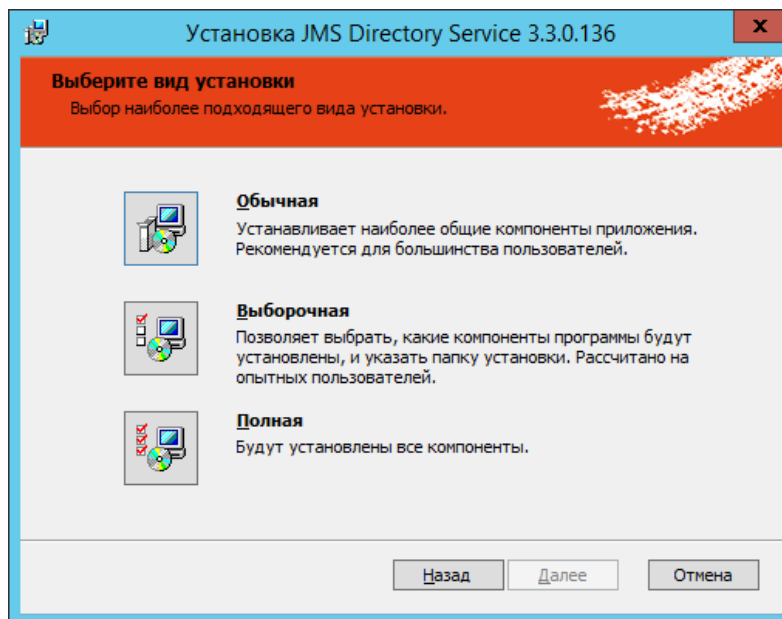 Установка JMS Directory Service 3.3.0.136
x
Выберите вид установки
Выбор наиболее подходящего вида установки.
Обычная
Устанавливает наиболее общие компоненты приложения.
Рекомендуется для большинства пользователей.
Выборочная
Позволяет выбрать, какие компоненты программы будут
установлены, и указать папку установки. Рассчитано на
опытных пользователей.
Полная
Будут установлены все компоненты.
Назад
Далее
Отмена